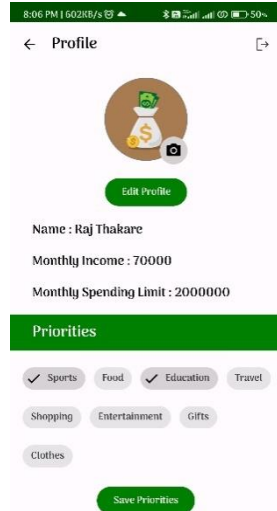 8:06 PM | 602KB/s
50%
Profile
Edit Profile
Name : Raj Thakare
Monthly Income : 70000
Monthly Spending Limit : 2000000
Priorities
Sports Food Education Travel
Shopping Entertainment Gifts
Clothes
Save Priorities